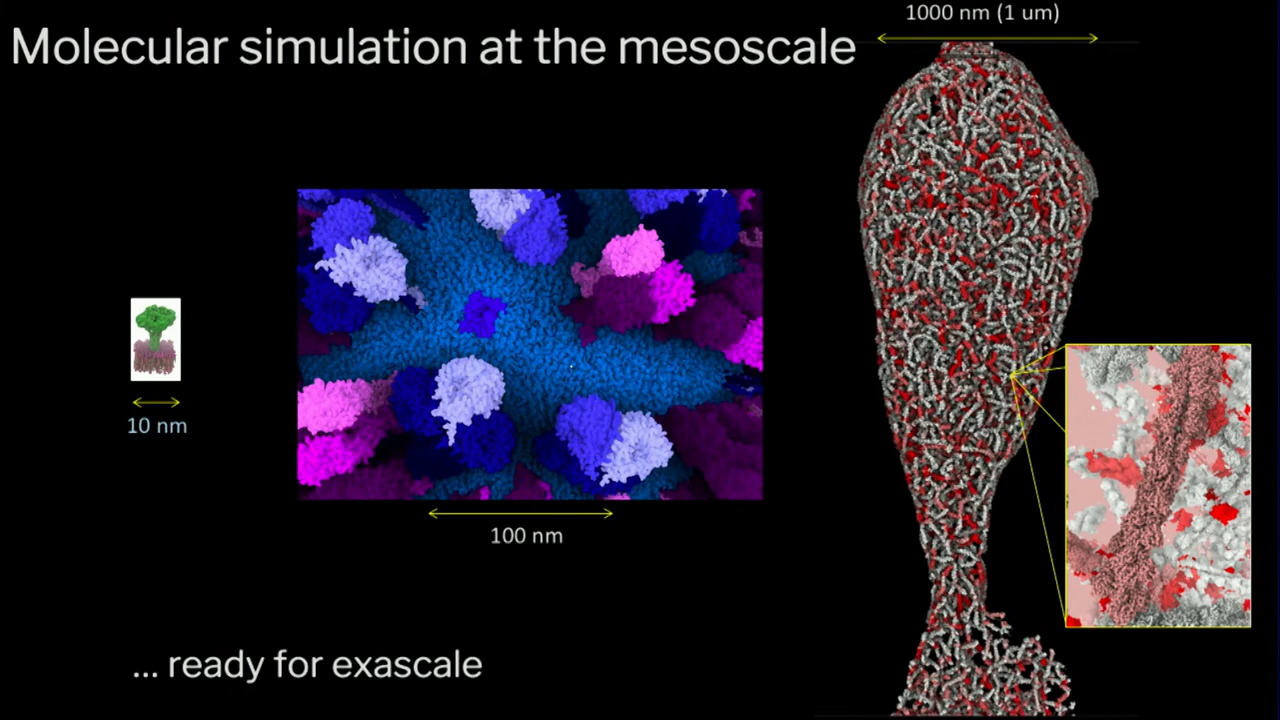 1000 nm (1 um)
Molecular simulation at the mesoscale
10 nm
100 nm
... ready for exascale